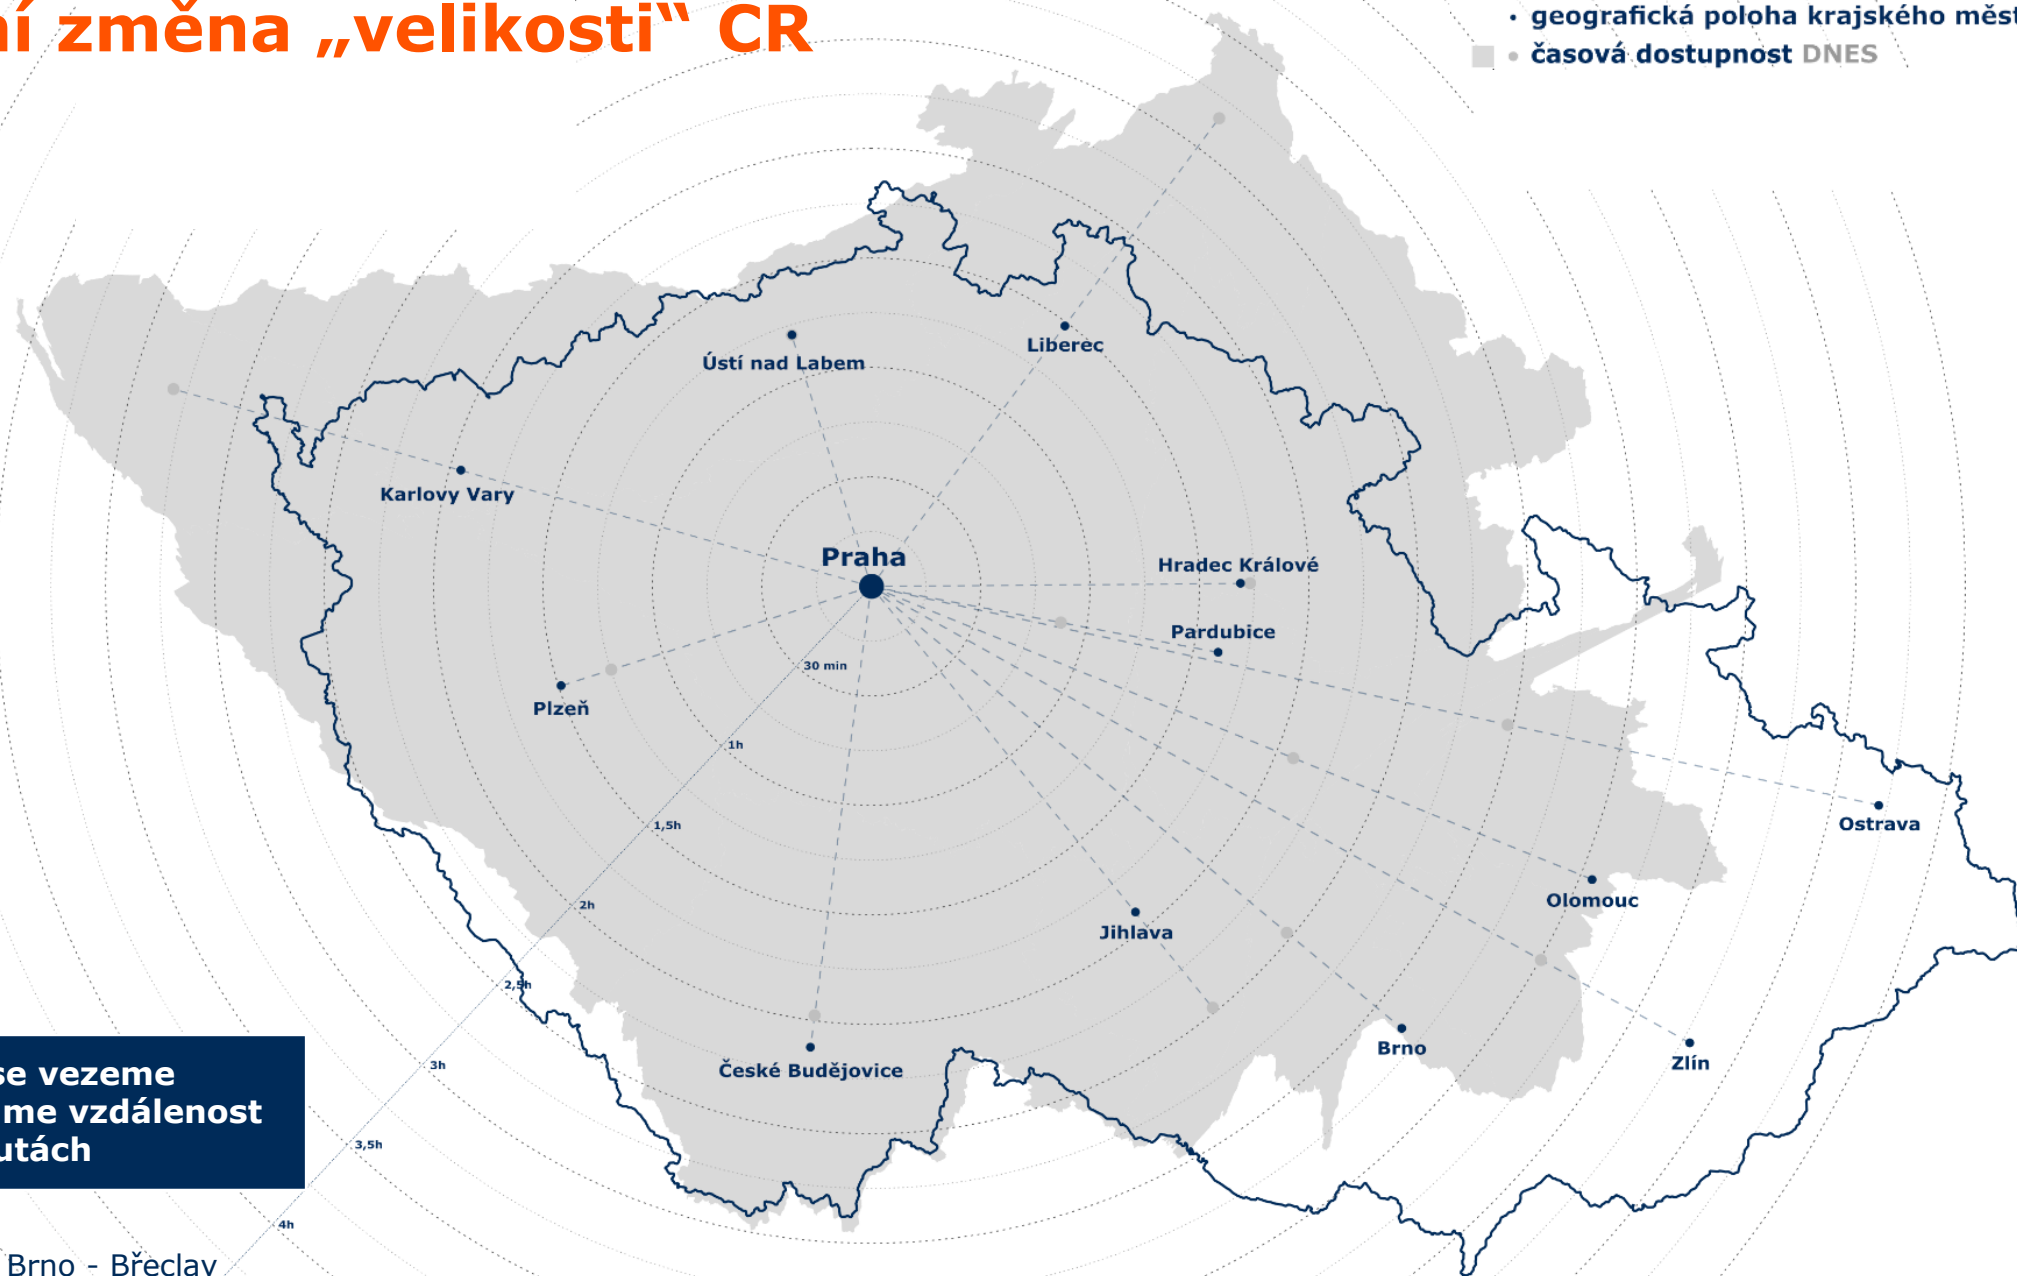 ní změna „velikosti“ CR
• geografická poloha krajského měst
• časová dostupnost DNES
Liberec
Ústí nad Labem
Karlovy Vary
Praha
Hradec Králové
Pardubice
30 min
Plzeň
1h
1,5h
Ostrava
2h
Olomouc
Jihlava
2,5h
Brno
Zlín
České Budějovice
3h
3,5h
4h
se vezeme
me vzdálenost
utách
Brno - Břeclav